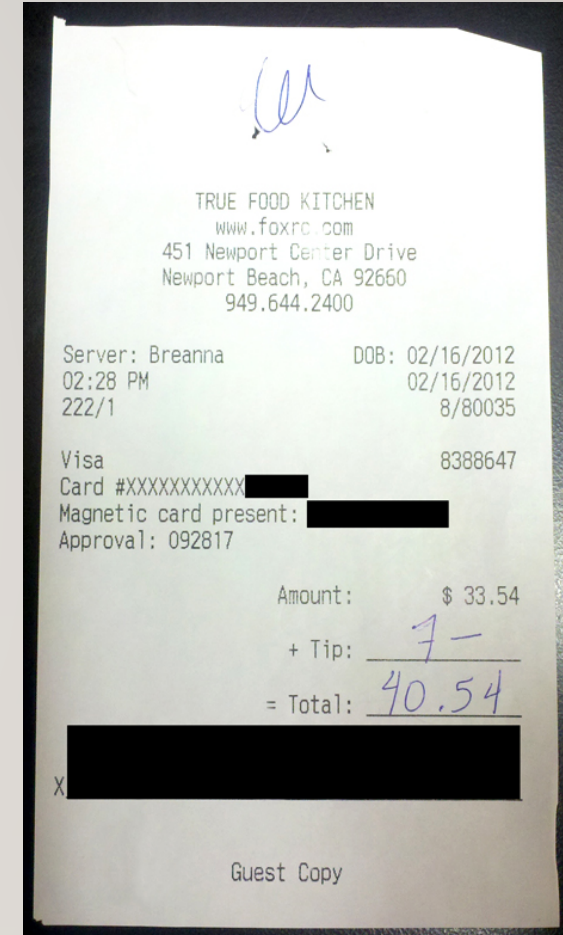 TRUE FOOD KITCHEN
www.foxrc.com
451 Newport Center Drive
Newport Beach, CA 92660
949.644.2400
Server: Breanna DOB: 02/16/2012
02:28 PM 02/16/2012
222/1 8/80035
Visa 8388647
Card #XXXXXXXXXXX
Magnetic card present:
Approval: 092817
Amount: $ 33.54
+ Tip: 7 —
= Total: 40.54
X
Guest Copy